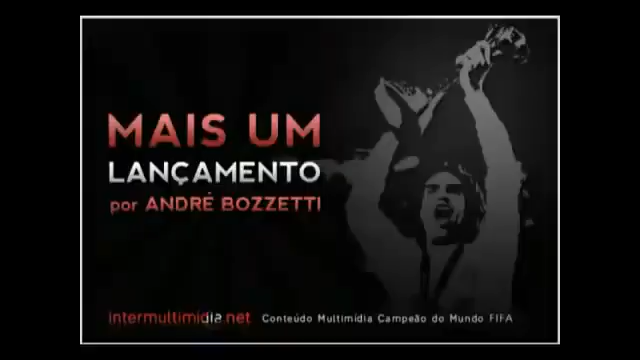 MAIS UM
LANÇAMENTO
por ANDRÉ BOZZETTI
intermultimidia.net Conteúdo Multimídia Campeão do Mundo FIFA